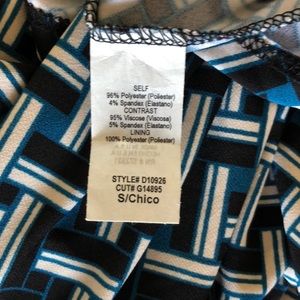 SELF
96% Polyester (Poliester)
4% Spandex (Elastano)
CONTRAST
95% Viscose (Viscosa)
5% Spandex (Elastano)
LINING
100% Polyester (Poliester)
STYLE# D10926
CUT# G14895
S/Chico